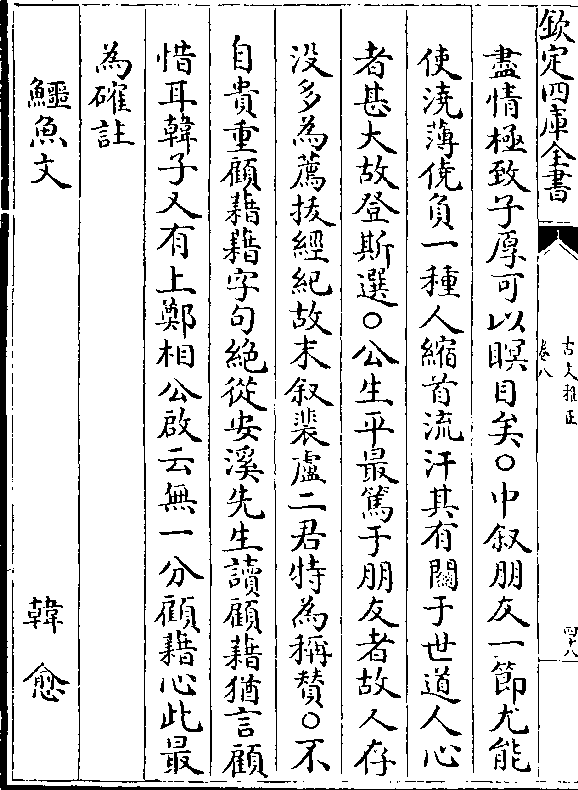 欽定四庫全書
古文雅正
卷八
四十八
盡情極致子厚可以瞑目矣○中叙朋友一節尤能
使澆薄僥負一種人縮首流汗其有關于世道人心
者甚大故登斯選○公生平最篤于朋友者故人存
没多為薦拔經紀故末叙裴盧二君特為稱賛○不
自貴重顧藉藉字句絶從安溪先生讀顧藉猶言顧
惜耳韓子又有上鄭相公啟云無一分顧藉心此最
為確註
鱷魚文
韓愈